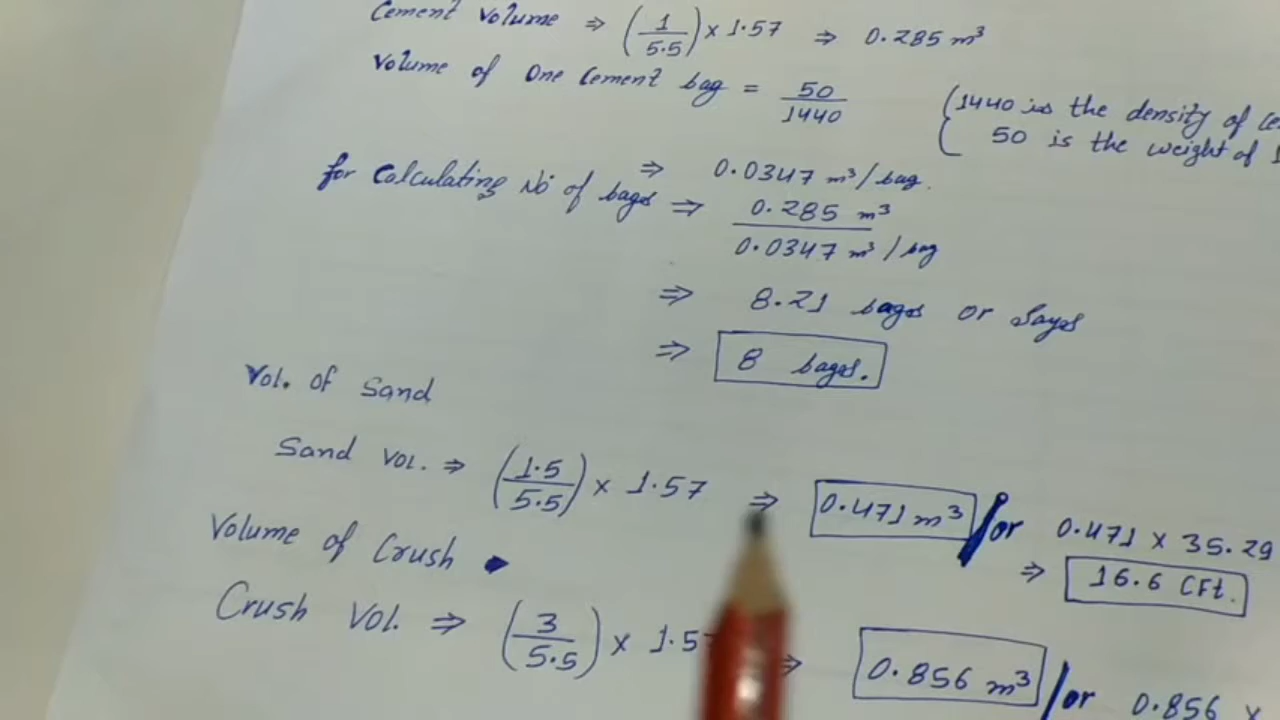 Cement Volume ⇒ (1/5.5) × 1.57 ⇒ 0.285 m³
Volume of One Cement bag = 50/1440
(1440 is the density of Ce
50 is the weight of 1
⇒ 0.0347 m³/bag.
for Calculating No of bags ⇒ 0.285 m³ / 0.0347 m³/bag
⇒ 8.21 bags or Says
⇒ 8 bags.
Vol. of Sand
Sand Vol. ⇒ (1.5/5.5) × 1.57 ⇒ 0.471 m³ / or 0.471 × 35.29
⇒ 16.6 CFt.
Volume of Crush
Crush Vol. ⇒ (3/5.5) × 1.57 ⇒ 0.856 m³ / or 0.856 ×